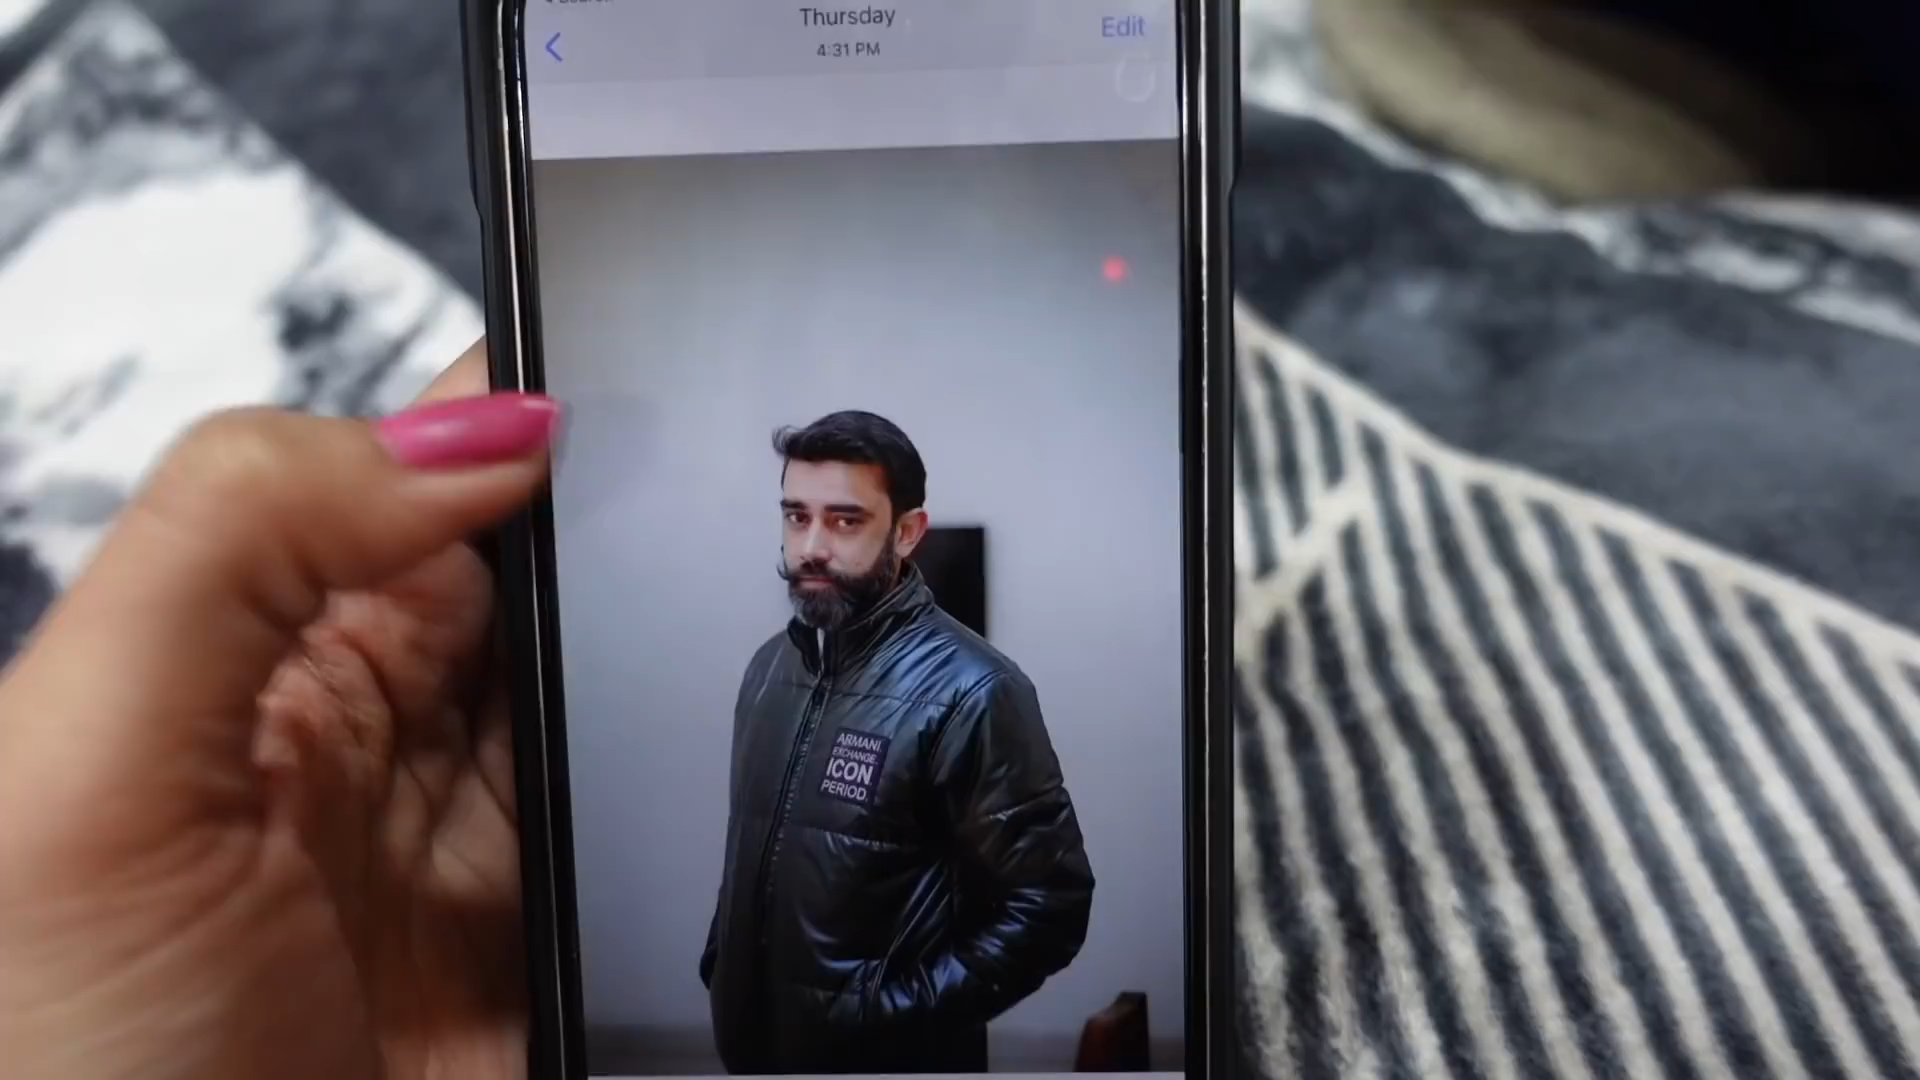 Thursday
Edit
4:31 PM
ARMANI.
EXCHANGE.
ICON.
PERIOD.